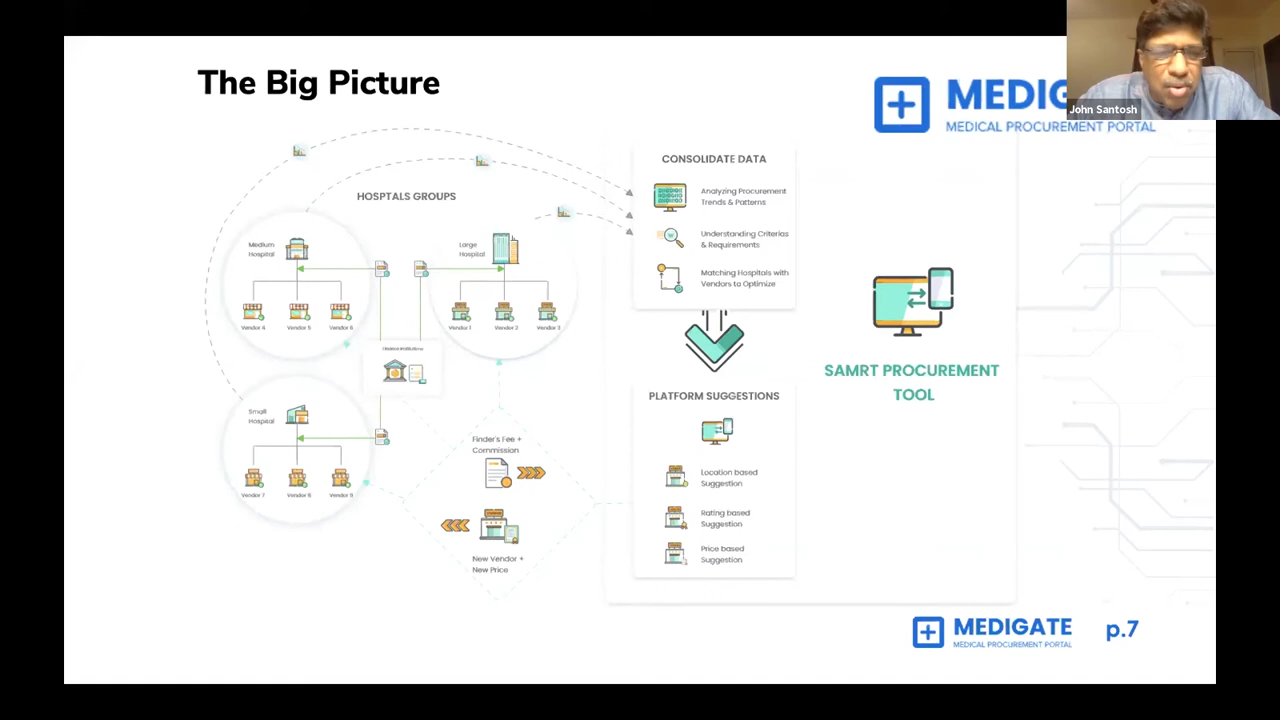 The Big Picture
MEDIG
MEDICAL PROCUREMENT PORTAL
John Santosh
HOSPTALS GROUPS
Medium
Hospital
Vendor 4
Vendor 5
Vendor 6
Large
Hospital
Vendor 1
Vendor 2
Vendor 3
Finance Institutions
Small
Hospital
Vendor 7
Vendor 8
Vendor 9
Finder's Fee +
Commission
New Vendor +
New Price
CONSOLIDATE DATA
Analyzing Procurement
Trends & Patterns
Understanding Criterias
& Requirements
Matching Hospitals with
Vendors to Optimize
PLATFORM SUGGESTIONS
Location based
Suggestion
Rating based
Suggestion
Price based
Suggestion
SAMRT PROCUREMENT
TOOL
MEDIGATE
MEDICAL PROCUREMENT PORTAL
p.7